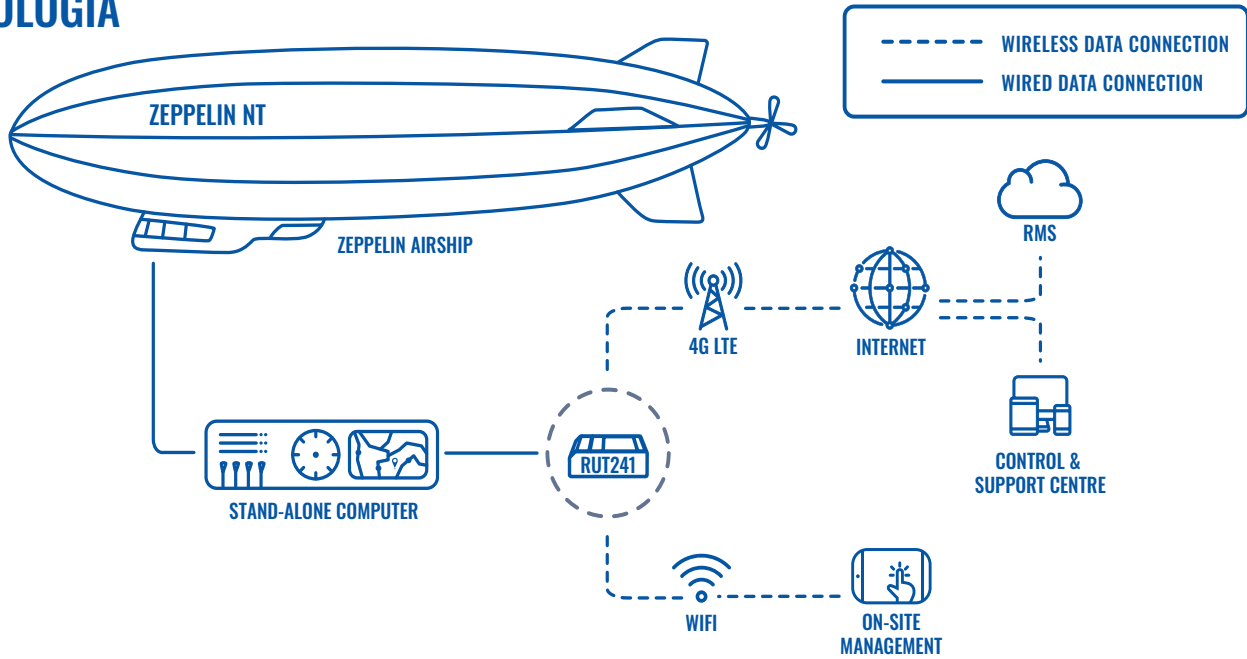 WIRELESS DATA CONNECTION
WIRED DATA CONNECTION
ZEPPELIN NT
ZEPPELIN AIRSHIP
RMS
4G LTE
INTERNET
CONTROL &
SUPPORT CENTRE
RUT241
STAND-ALONE COMPUTER
WIFI
ON-SITE
MANAGEMENT